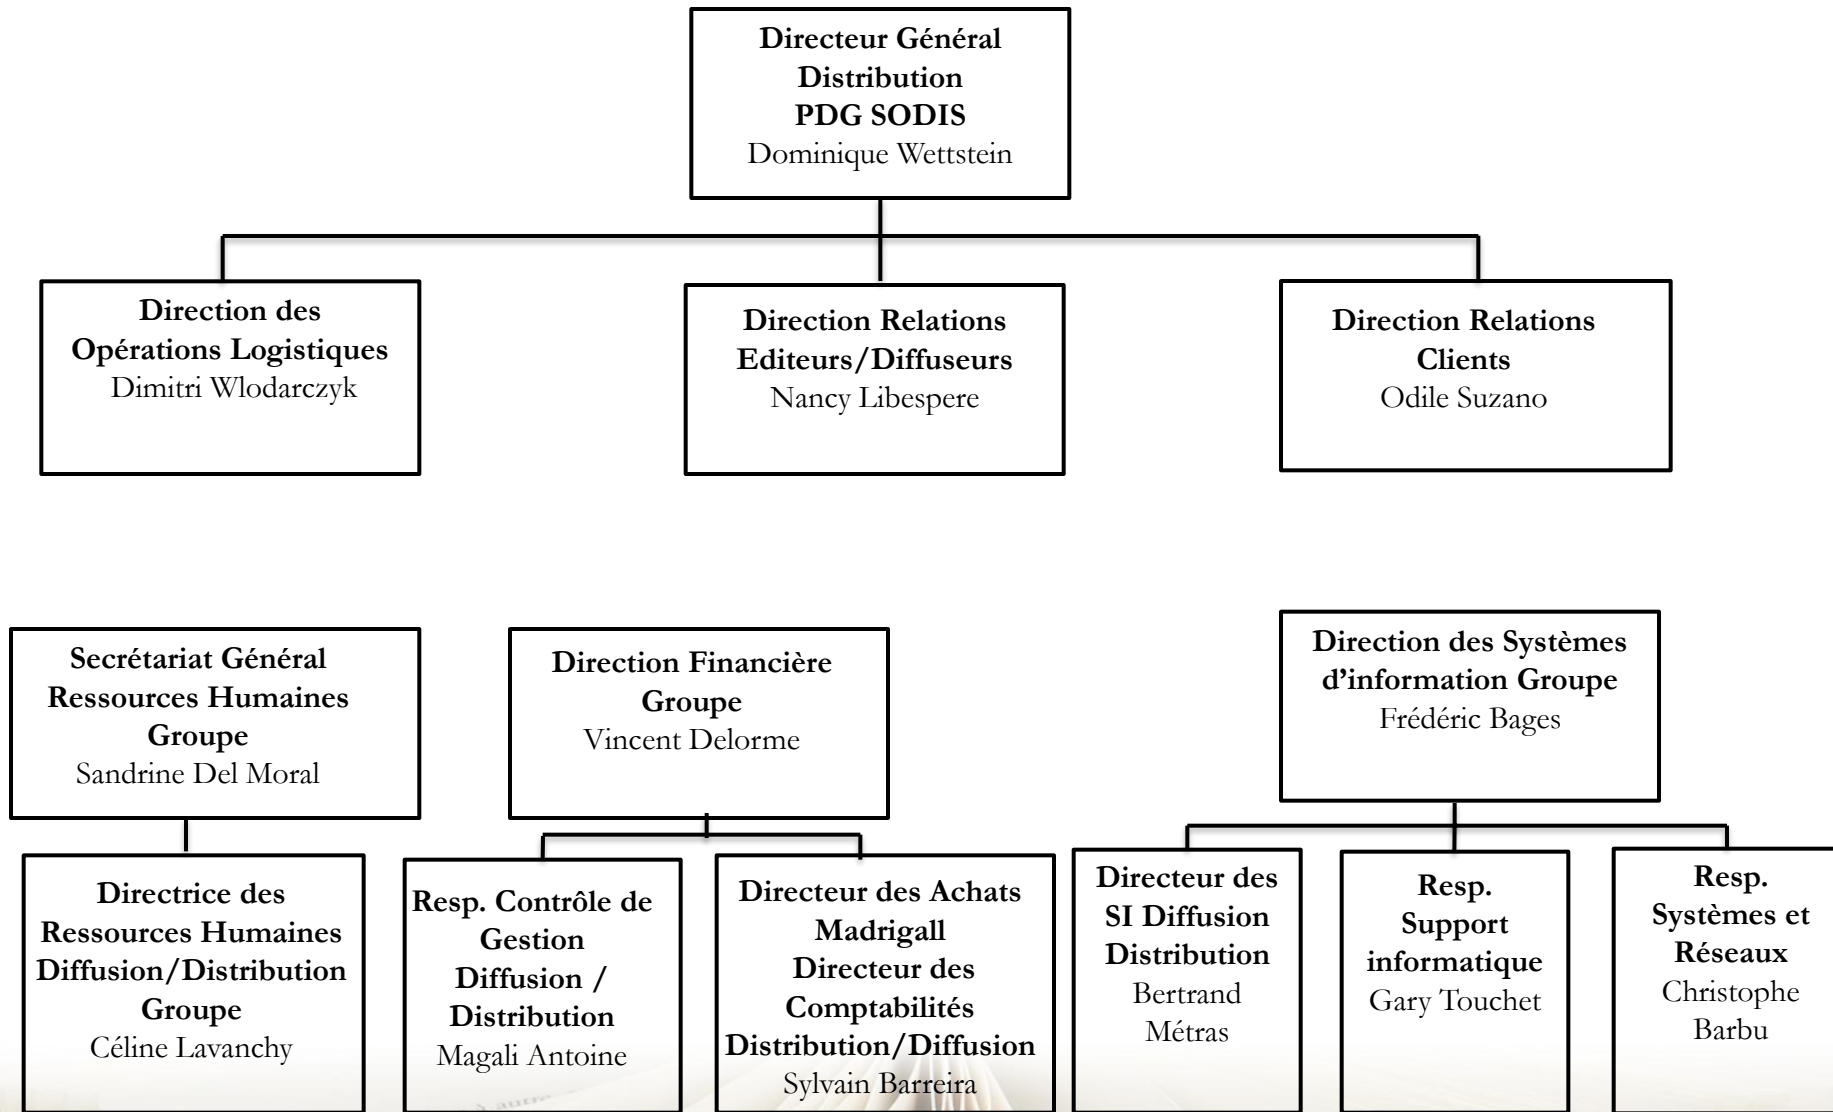 Directeur Général
Distribution
PDG SODIS
Dominique Wettstein
Direction des
Opérations Logistiques
Dimitri Wlodarczyk
Direction Relations
Editeurs/Diffuseurs
Nancy Libespere
Direction Relations
Clients
Odile Suzano
Secrétariat Général
Ressources Humaines
Groupe
Sandrine Del Moral
Direction Financière
Groupe
Vincent Delorme
Direction des Systèmes
d’information Groupe
Frédéric Bages
Directrice des
Ressources Humaines
Diffusion/Distribution
Groupe
Céline Lavanchy
Resp. Contrôle de
Gestion
Diffusion /
Distribution
Magali Antoine
Directeur des Achats
Madrigall
Directeur des
Comptabilités
Distribution/Diffusion
Sylvain Barreira
Directeur des
SI Diffusion
Distribution
Bertrand
Métras
Resp.
Support
informatique
Gary Touchet
Resp.
Systèmes et
Réseaux
Christophe
Barbu